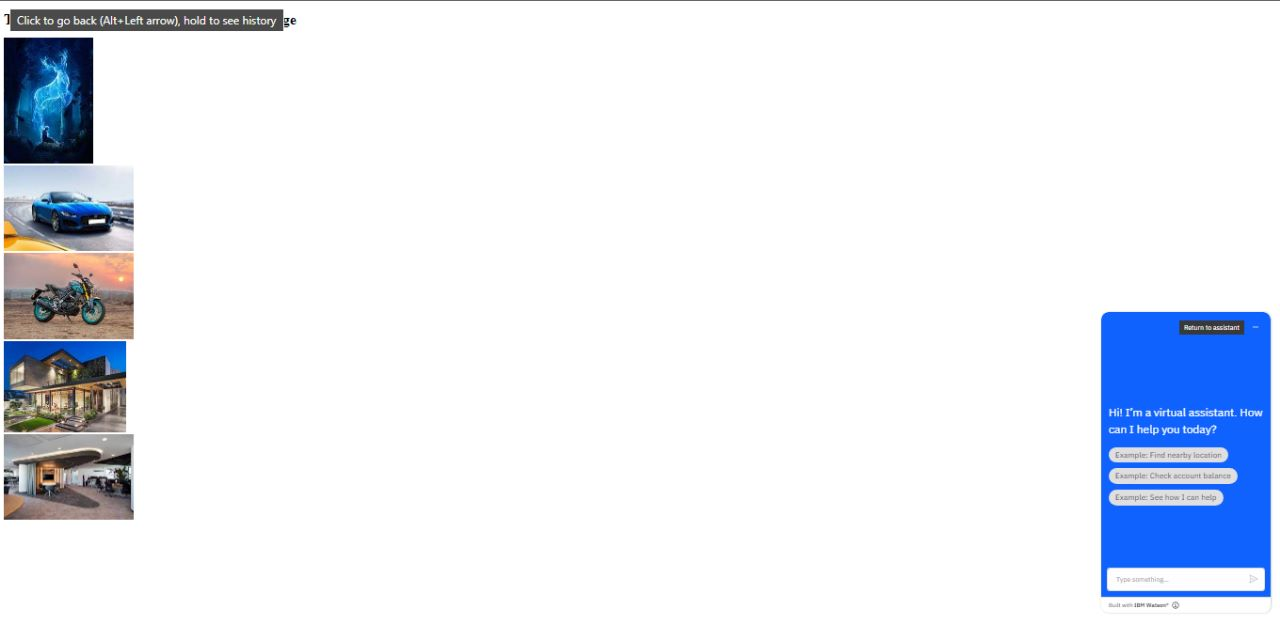 Click to go back (Alt+Left arrow), hold to see history
ge
Return to assistant
Hi! I'm a virtual assistant. How
can I help you today?
Example: Find nearby location
Example: Check account balance
Example: See how I can help
Type something...
Built with IBM Watson®